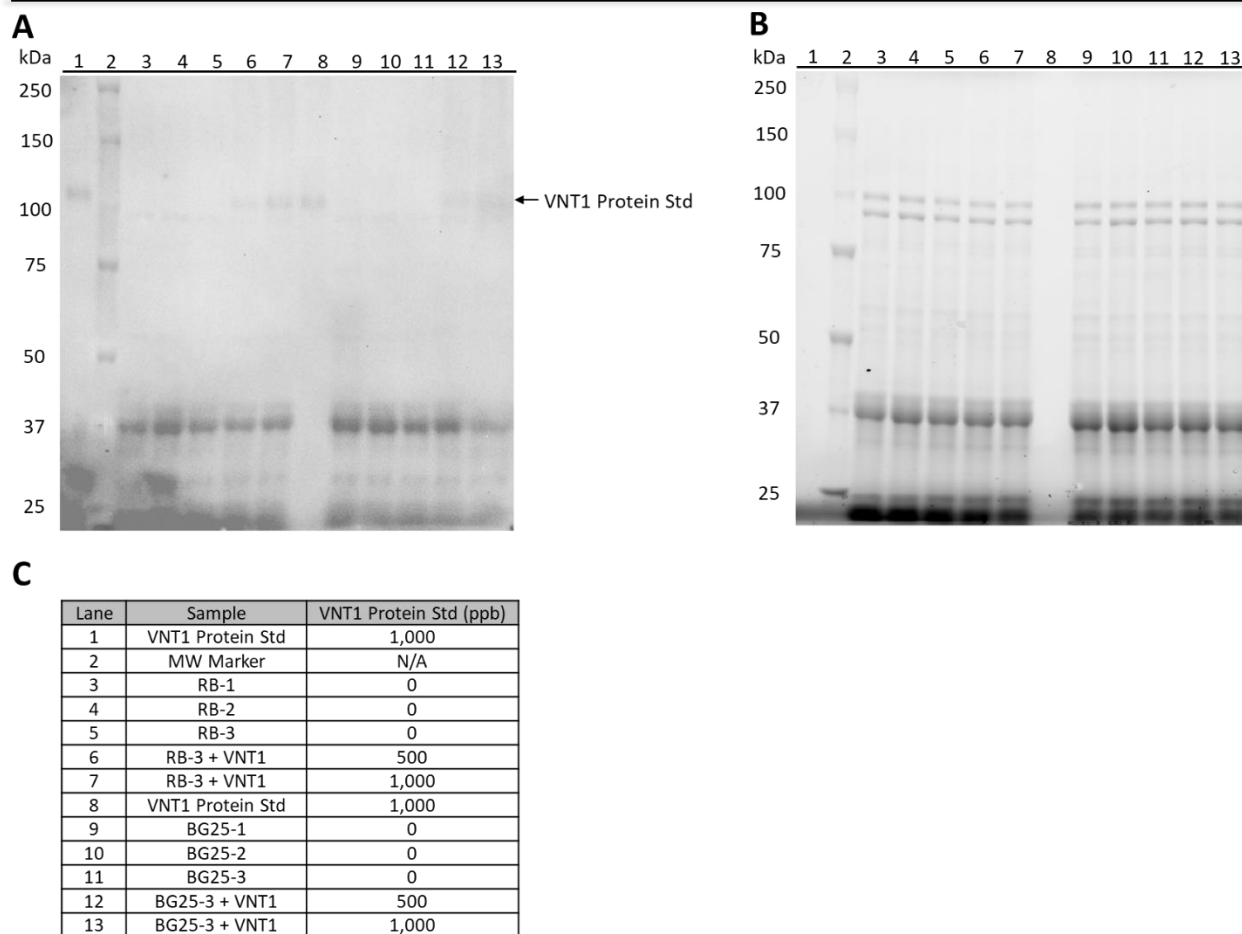 A
kDa 1 2 3 4 5 6 7 8 9 10 11 12 13
250
150
100
75
50
37
25
VNT1 Protein Std
B
kDa 1 2 3 4 5 6 7 8 9 10 11 12 13
250
150
100
75
50
37
25
C
Lane Sample VNT1 Protein Std (ppb)
1 VNT1 Protein Std 1,000
2 MW Marker N/A
3 RB-1 0
4 RB-2 0
5 RB-3 0
6 RB-3 + VNT1 500
7 RB-3 + VNT1 1,000
8 VNT1 Protein Std 1,000
9 BG25-1 0
10 BG25-2 0
11 BG25-3 0
12 BG25-3 + VNT1 500
13 BG25-3 + VNT1 1,000